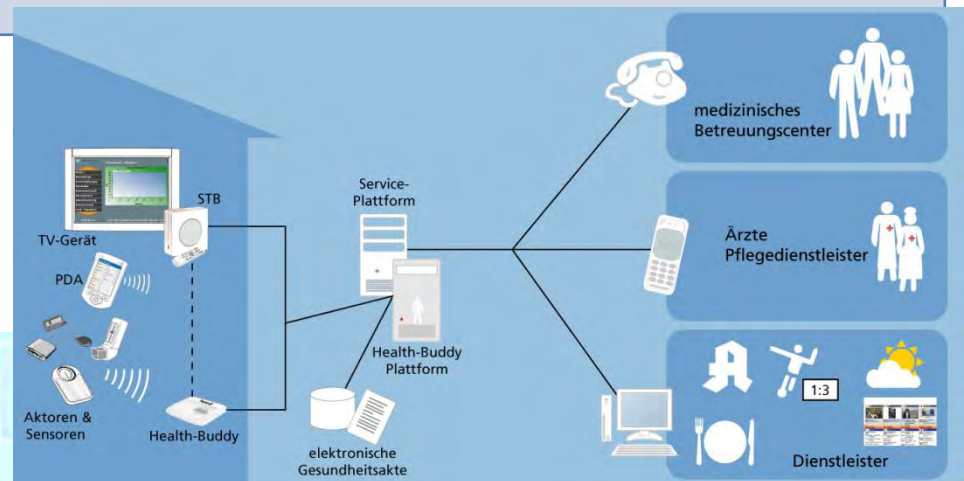 TV-Gerät
STB
PDA
Aktoren &
Sensoren
Health-Buddy
Service-
Plattform
Health-Buddy
Plattform
elektronische
Gesundheitsakte
medizinisches
Betreuungscenter
Ärzte
Pflegedienstleister
1:3
Dienstleister